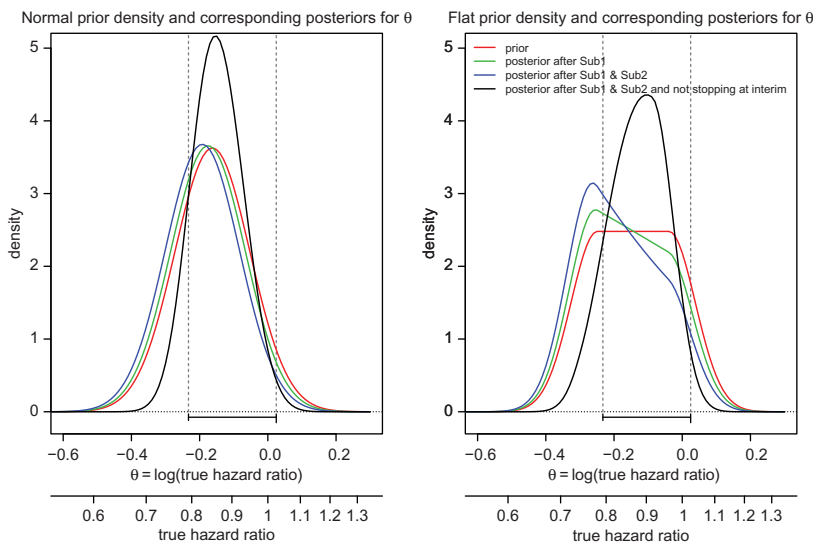 Normal prior density and corresponding posteriors for θ
5
4
3
2
1
0
density
−0.6 −0.4 −0.2 0.0 0.2
θ = log(true hazard ratio)
0.6 0.7 0.8 0.9 1 1.1 1.2 1.3
true hazard ratio
Flat prior density and corresponding posteriors for θ
prior
posterior after Sub1
posterior after Sub1 & Sub2
posterior after Sub1 & Sub2 and not stopping at interim
5
4
3
2
1
0
density
−0.6 −0.4 −0.2 0.0 0.2
θ = log(true hazard ratio)
0.6 0.7 0.8 0.9 1 1.1 1.2 1.3
true hazard ratio